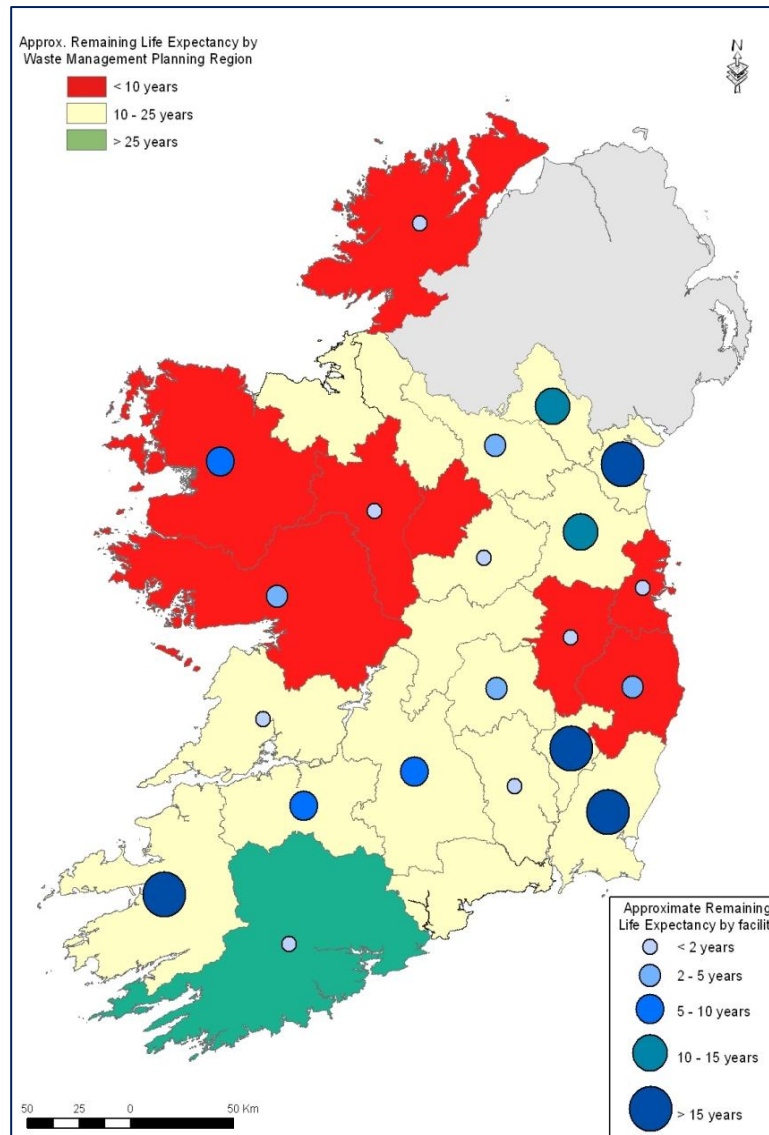 Approx. Remaining Life Expectancy by
Waste Management Planning Region
< 10 years
10 - 25 years
> 25 years
N
Approximate Remaining
Life Expectancy by facilit
< 2 years
2 - 5 years
5 - 10 years
10 - 15 years
> 15 years
50 25 0 50 Km